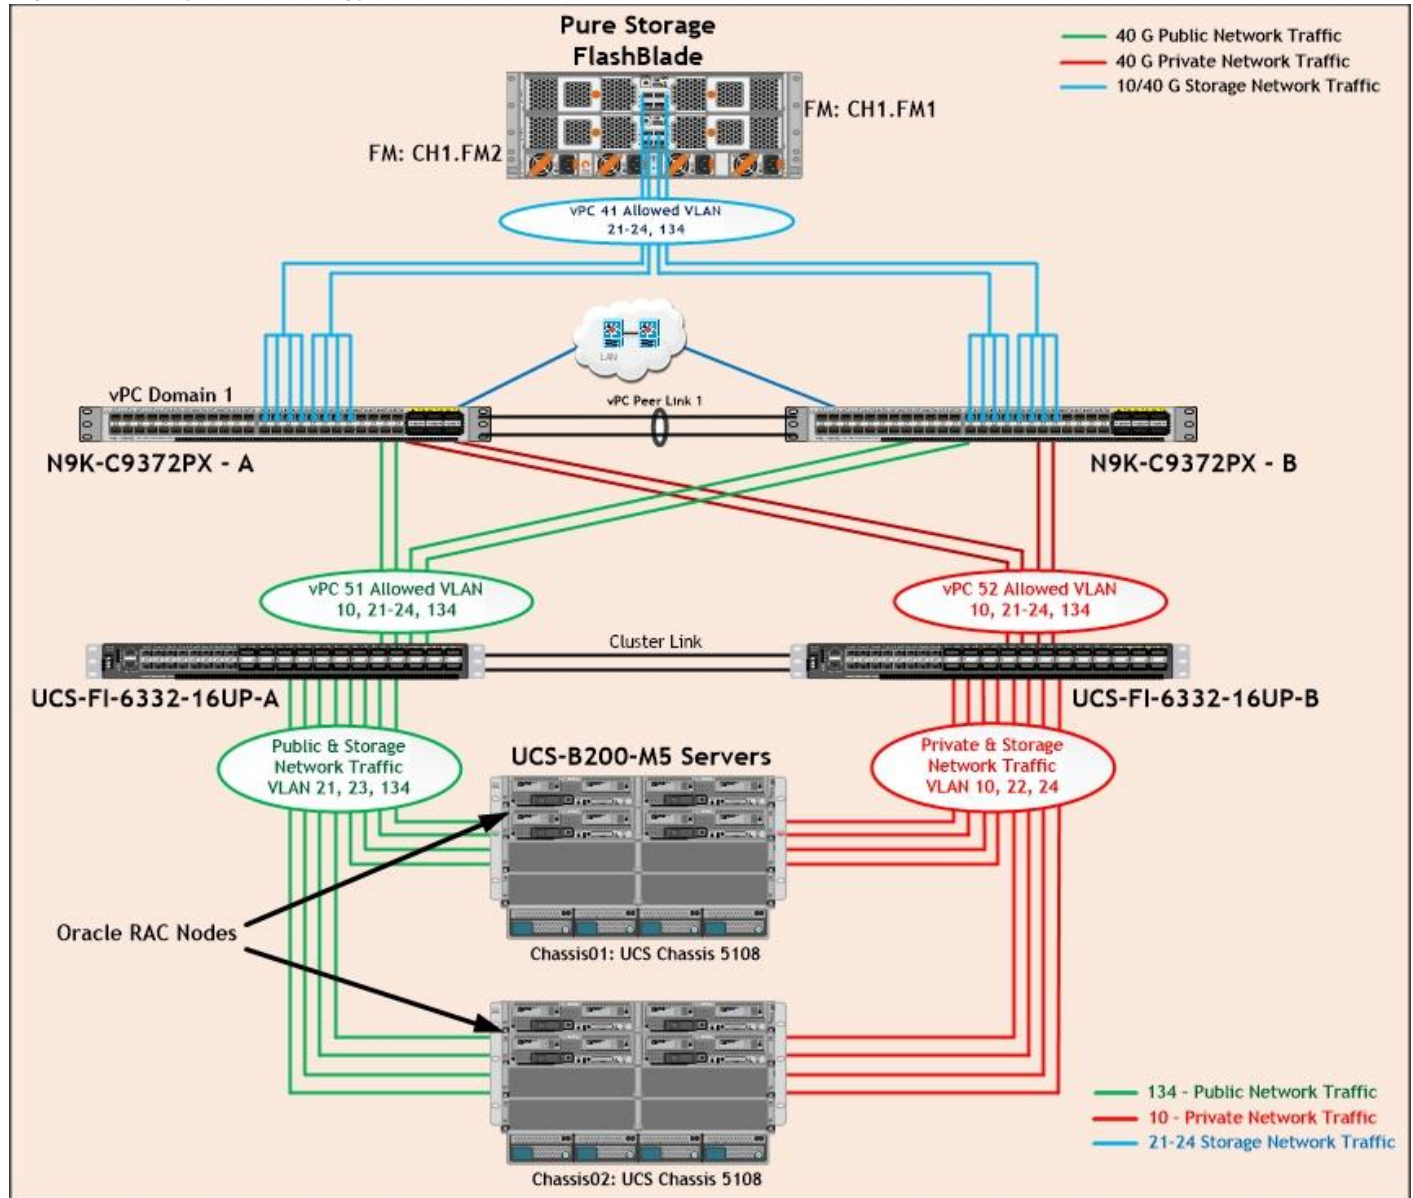 Pure Storage
FlashBlade
40 G Public Network Traffic
40 G Private Network Traffic
10/40 G Storage Network Traffic
FM: CH1.FM1
FM: CH1.FM2
vPC 41 Allowed VLAN
21-24, 134
LAN
vPC Domain 1
vPC Peer Link 1
N9K-C9372PX - A
N9K-C9372PX - B
vPC 51 Allowed VLAN
10, 21-24, 134
vPC 52 Allowed VLAN
10, 21-24, 134
Cluster Link
UCS-FI-6332-16UP-A
UCS-FI-6332-16UP-B
Public & Storage
Network Traffic
VLAN 21, 23, 134
UCS-B200-M5 Servers
Private & Storage
Network Traffic
VLAN 10, 22, 24
Oracle RAC Nodes
Chassis01: UCS Chassis 5108
134 - Public Network Traffic
10 - Private Network Traffic
21-24 Storage Network Traffic
Chassis02: UCS Chassis 5108